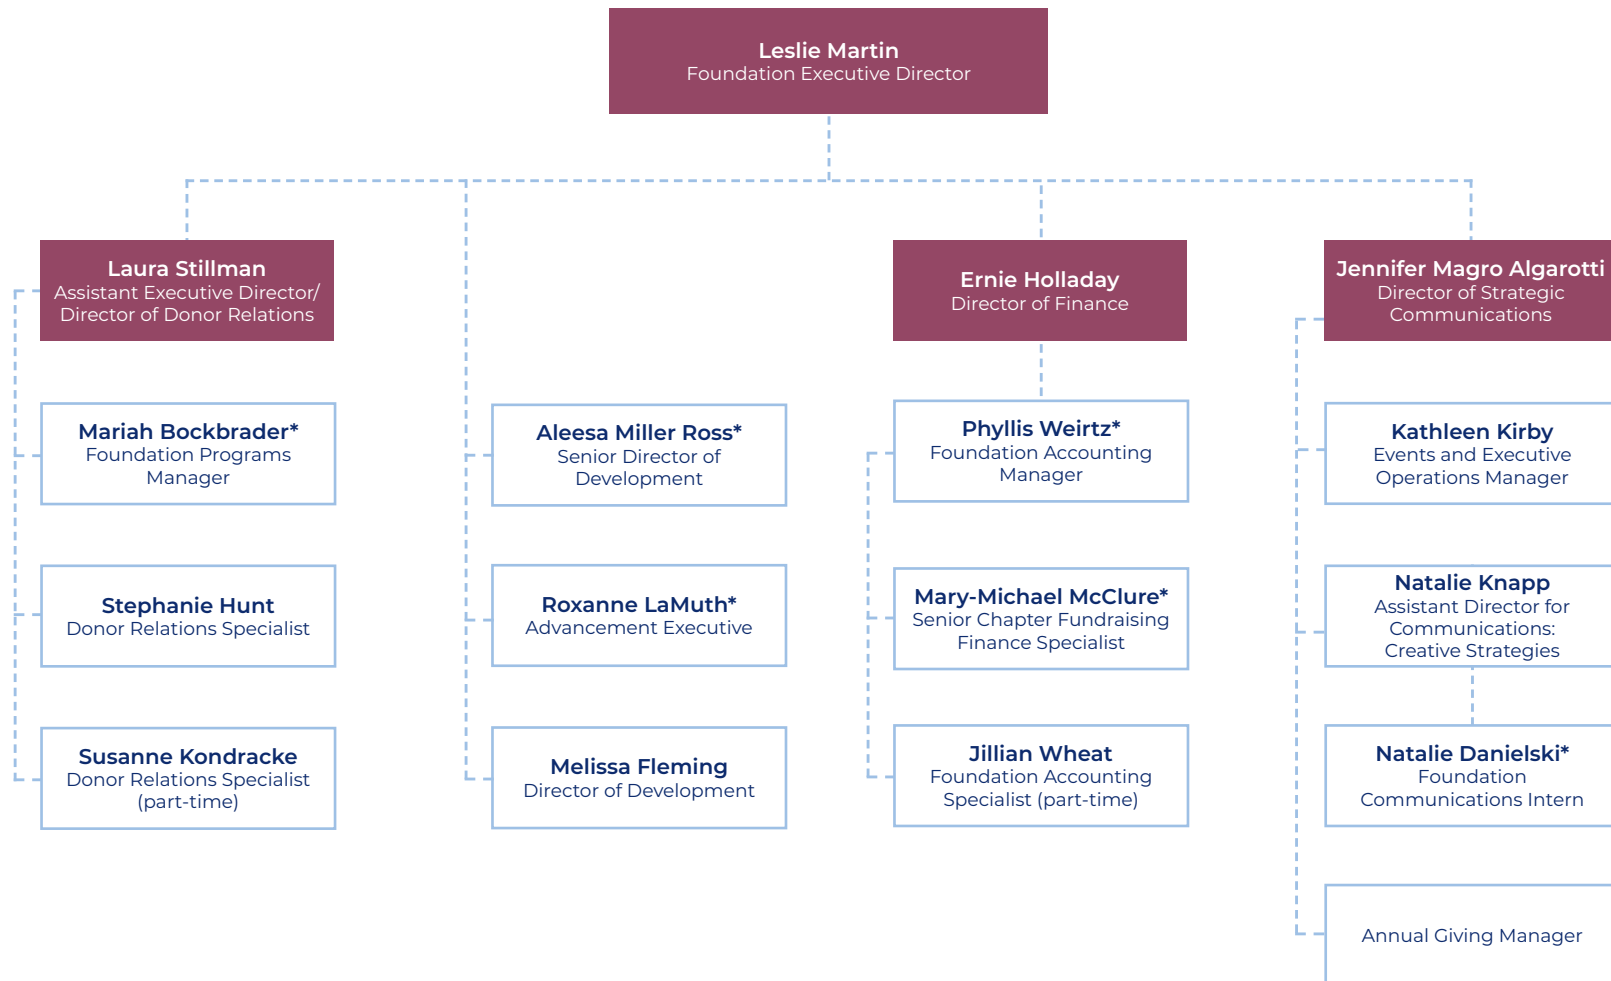 Leslie Martin
Foundation Executive Director
Laura Stillman
Assistant Executive Director/
Director of Donor Relations
Ernie Holladay
Director of Finance
Jennifer Magro Algarotti
Director of Strategic
Communications
Mariah Bockbrader*
Foundation Programs
Manager
Aleesa Miller Ross*
Senior Director of
Development
Phyllis Weirtz*
Foundation Accounting
Manager
Kathleen Kirby
Events and Executive
Operations Manager
Stephanie Hunt
Donor Relations Specialist
Roxanne LaMuth*
Advancement Executive
Mary-Michael McClure*
Senior Chapter Fundraising
Finance Specialist
Natalie Knapp
Assistant Director for
Communications:
Creative Strategies
Susanne Kondracke
Donor Relations Specialist
(part-time)
Melissa Fleming
Director of Development
Jillian Wheat
Foundation Accounting
Specialist (part-time)
Natalie Danielski*
Foundation
Communications Intern
Annual Giving Manager